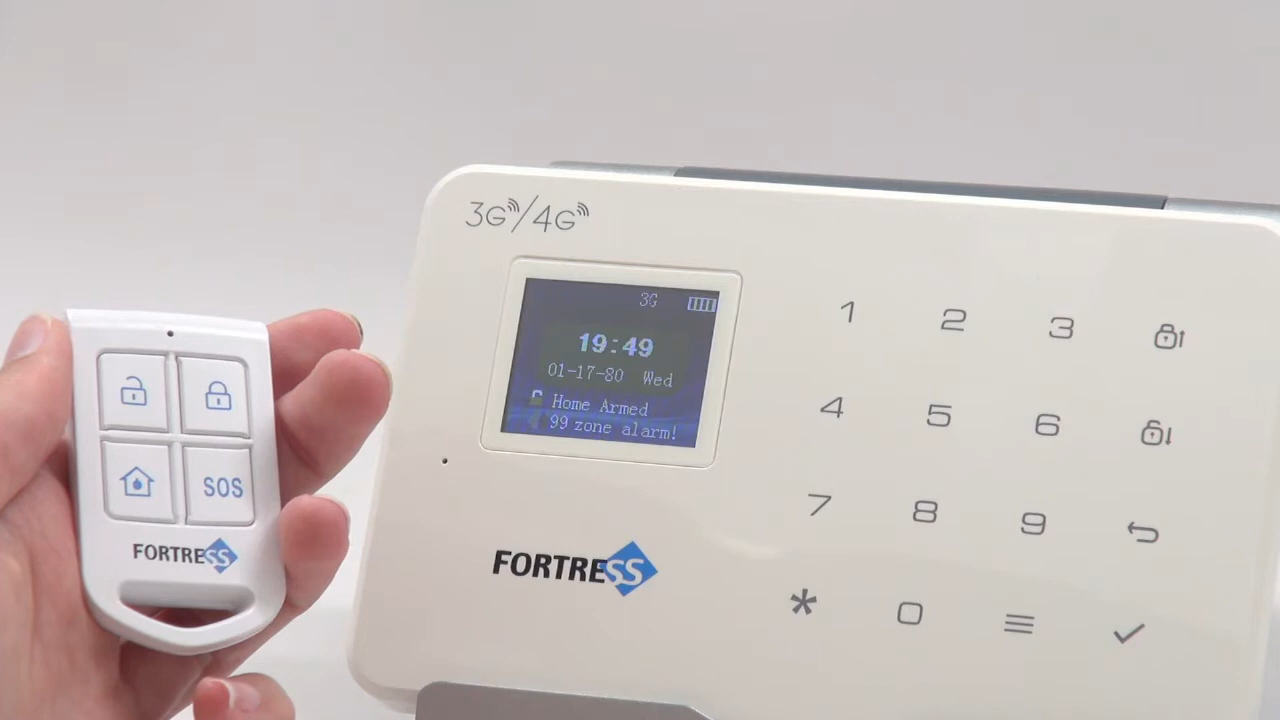 3G/4G
3G
19:49
01-17-80 Wed
Home Armed
99 zone alarm!
1 2 3
4 5 6
7 8 9
* 0
SOS
FORTRESS
FORTRESS